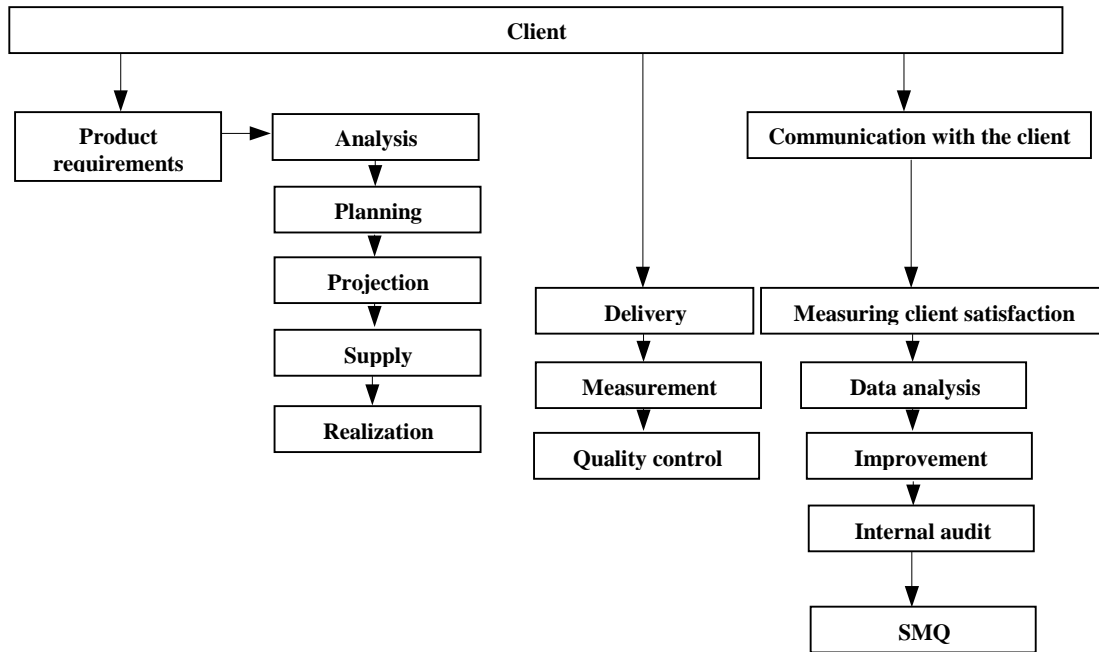 Client
Product
requirements
Analysis
Planning
Projection
Supply
Realization
Delivery
Measurement
Quality control
Communication with the client
Measuring client satisfaction
Data analysis
Improvement
Internal audit
SMQ